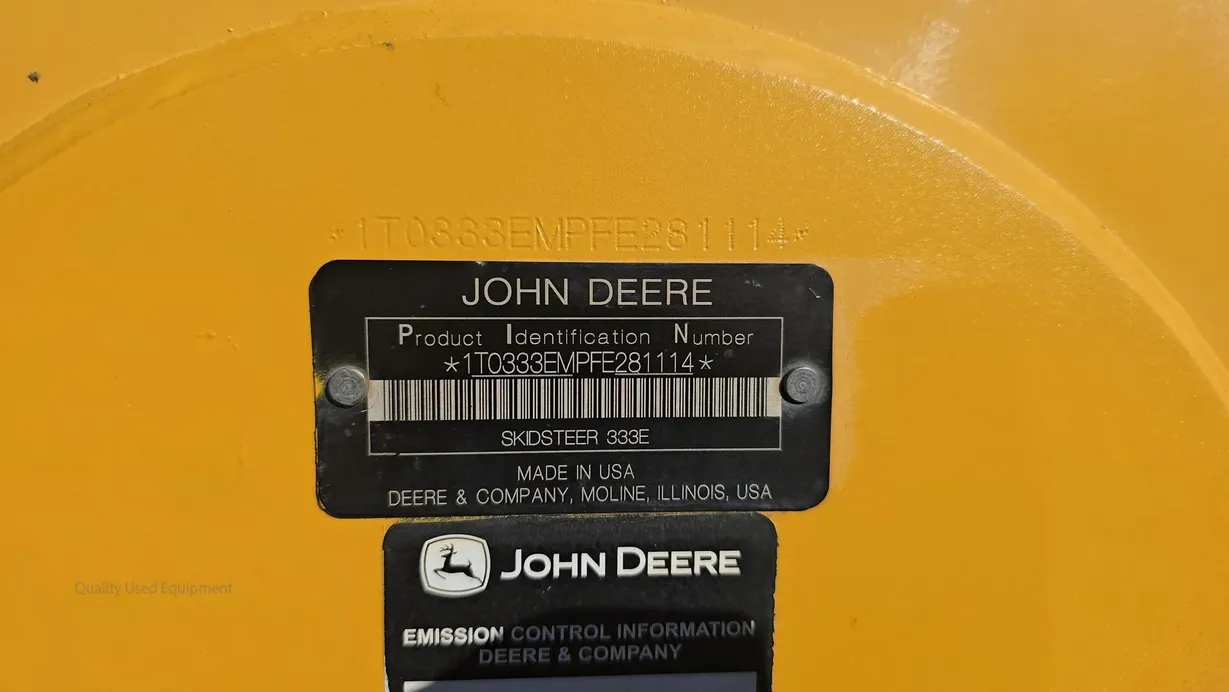 *1T0333EMPFE281114*
JOHN DEERE
Product Identification Number
*1T0333EMPFE281114*
SKIDSTEER 333E
MADE IN USA
DEERE & COMPANY, MOLINE, ILLINOIS, USA
JOHN DEERE
Quality Used Equipment
EMISSION CONTROL INFORMATION
DEERE & COMPANY